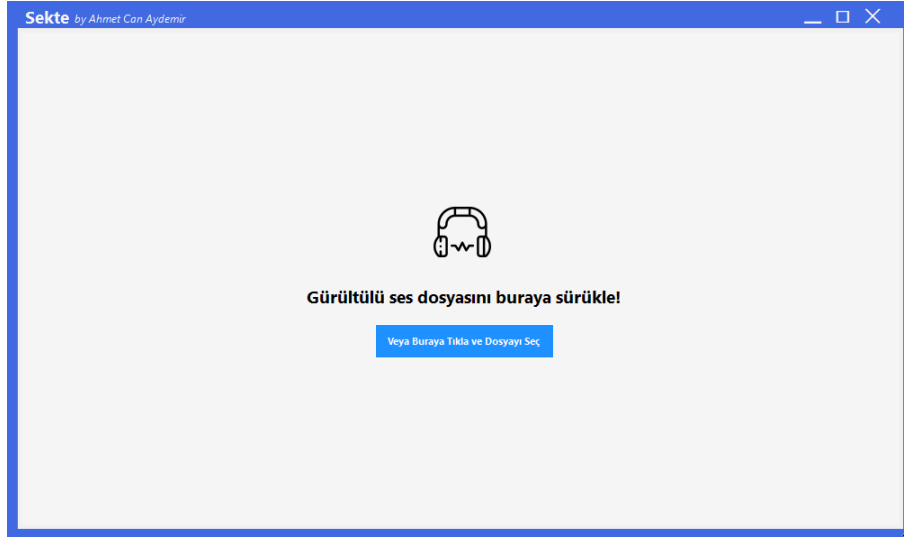 Sekte by Ahmet Can Aydemir
Gürültülü ses dosyasını buraya sürükle!
Veya Buraya Tıkla ve Dosyayı Seç